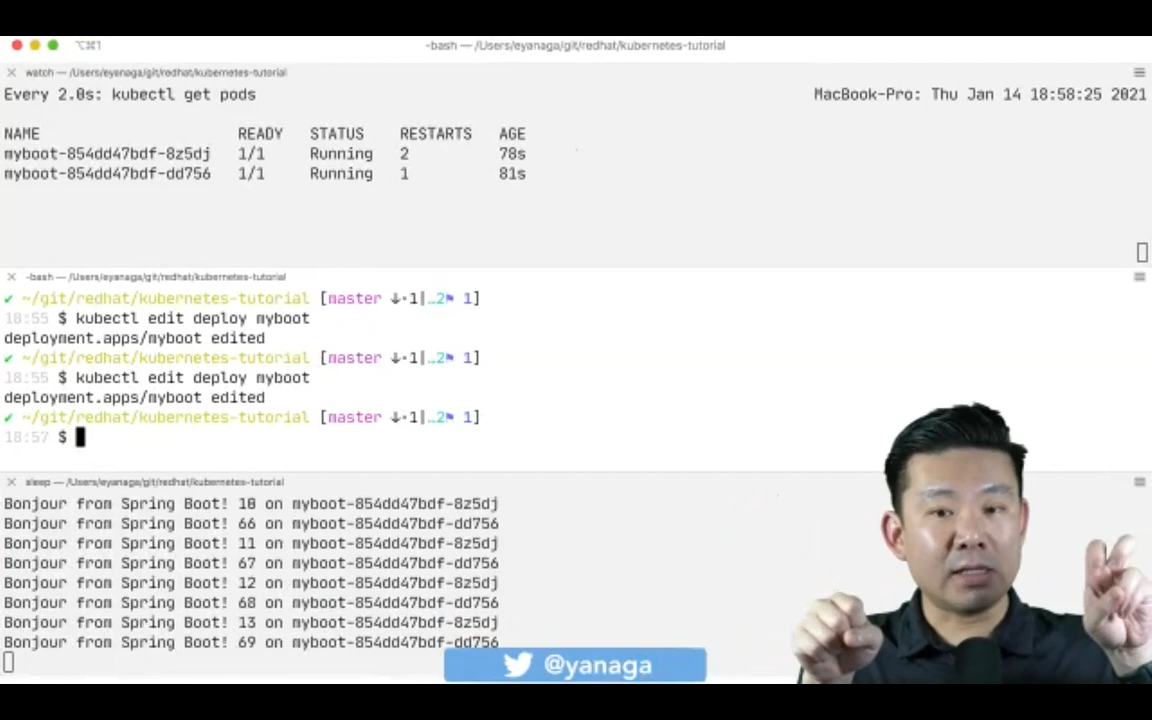 ⌥⌘1
-bash — /Users/eyanaga/git/redhat/kubernetes-tutorial
watch — /Users/eyanaga/git/redhat/kubernetes-tutorial
Every 2.0s: kubectl get pods MacBook-Pro: Thu Jan 14 18:58:25 2021
NAME READY STATUS RESTARTS AGE
myboot-854dd47bdf-8z5dj 1/1 Running 2 78s
myboot-854dd47bdf-dd756 1/1 Running 1 81s
-bash — /Users/eyanaga/git/redhat/kubernetes-tutorial
✔ ~/git/redhat/kubernetes-tutorial [master ↓·1|…2⚑ 1]
18:55 $ kubectl edit deploy myboot
deployment.apps/myboot edited
✔ ~/git/redhat/kubernetes-tutorial [master ↓·1|…2⚑ 1]
18:55 $ kubectl edit deploy myboot
deployment.apps/myboot edited
✔ ~/git/redhat/kubernetes-tutorial [master ↓·1|…2⚑ 1]
18:57 $
sleep — /Users/eyanaga/git/redhat/kubernetes-tutorial
Bonjour from Spring Boot! 10 on myboot-854dd47bdf-8z5dj
Bonjour from Spring Boot! 66 on myboot-854dd47bdf-dd756
Bonjour from Spring Boot! 11 on myboot-854dd47bdf-8z5dj
Bonjour from Spring Boot! 67 on myboot-854dd47bdf-dd756
Bonjour from Spring Boot! 12 on myboot-854dd47bdf-8z5dj
Bonjour from Spring Boot! 68 on myboot-854dd47bdf-dd756
Bonjour from Spring Boot! 13 on myboot-854dd47bdf-8z5dj
Bonjour from Spring Boot! 69 on myboot-854dd47bdf-dd756
@yanaga